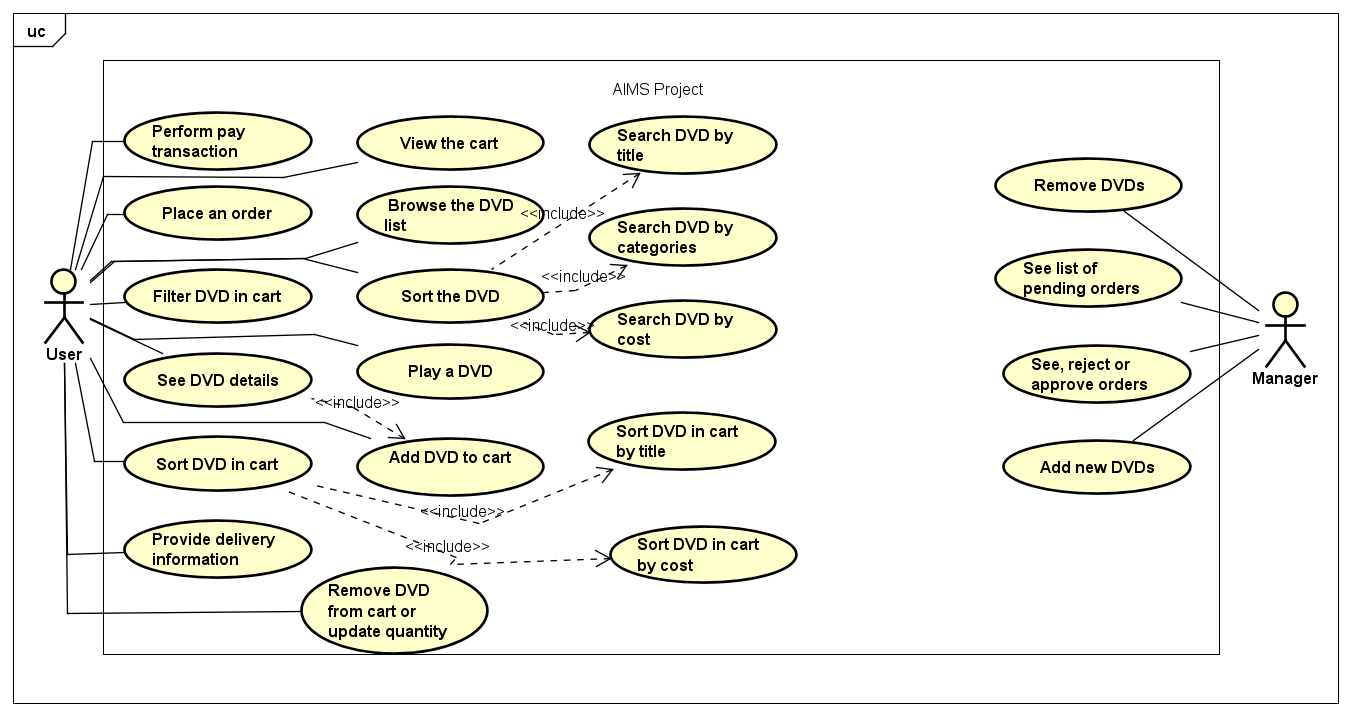 uc
AIMS Project
Perform pay
transaction
View the cart
Search DVD by
title
Remove DVDs
Place an order
Browse the DVD
list
<<include>>
Search DVD by
categories
See list of
pending orders
Filter DVD in cart
Sort the DVD
<<include>>
<<include>>
Search DVD by
cost
User
Manager
See DVD details
Play a DVD
See, reject or
approve orders
<<include>>
Sort DVD in cart
Add DVD to cart
Sort DVD in cart
by title
Add new DVDs
<<include>>
<<include>>
Provide delivery
information
Sort DVD in cart
by cost
Remove DVD
from cart or
update quantity